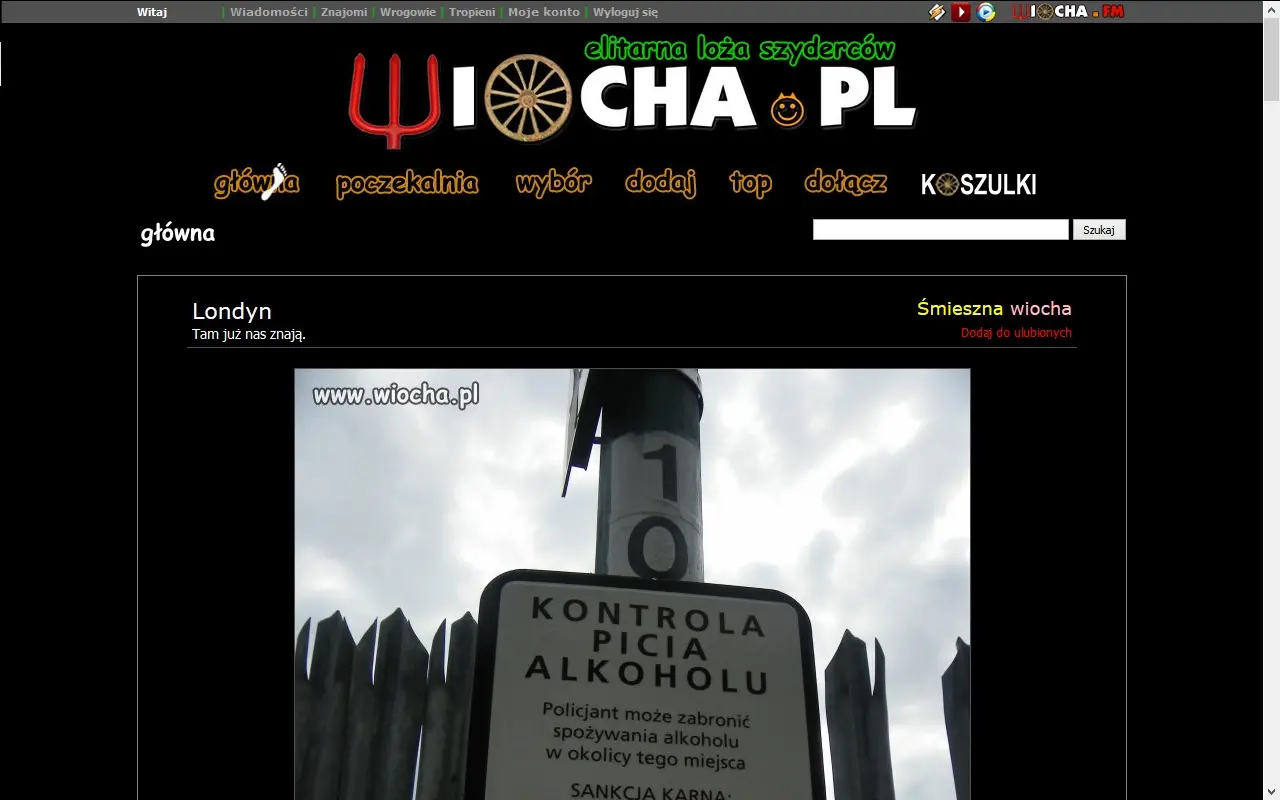 Witaj | Wiadomości | Znajomi | Wrogowie | Tropieni | Moje konto | Wyloguj się
WIOCHA.FM
elitarna loża szyderców
WIOCHA.PL
główna poczekalnia wybór dodaj top dołącz KOSZULKI
główna
Szukaj
Londyn
Śmieszna wiocha
Tam już nas znają.
Dodaj do ulubionych
www.wiocha.pl
1
0
KONTROLA
PICIA
ALKOHOLU
Policjant może zabronić
spożywania alkoholu
w okolicy tego miejsca
SANKCJA KARNA: